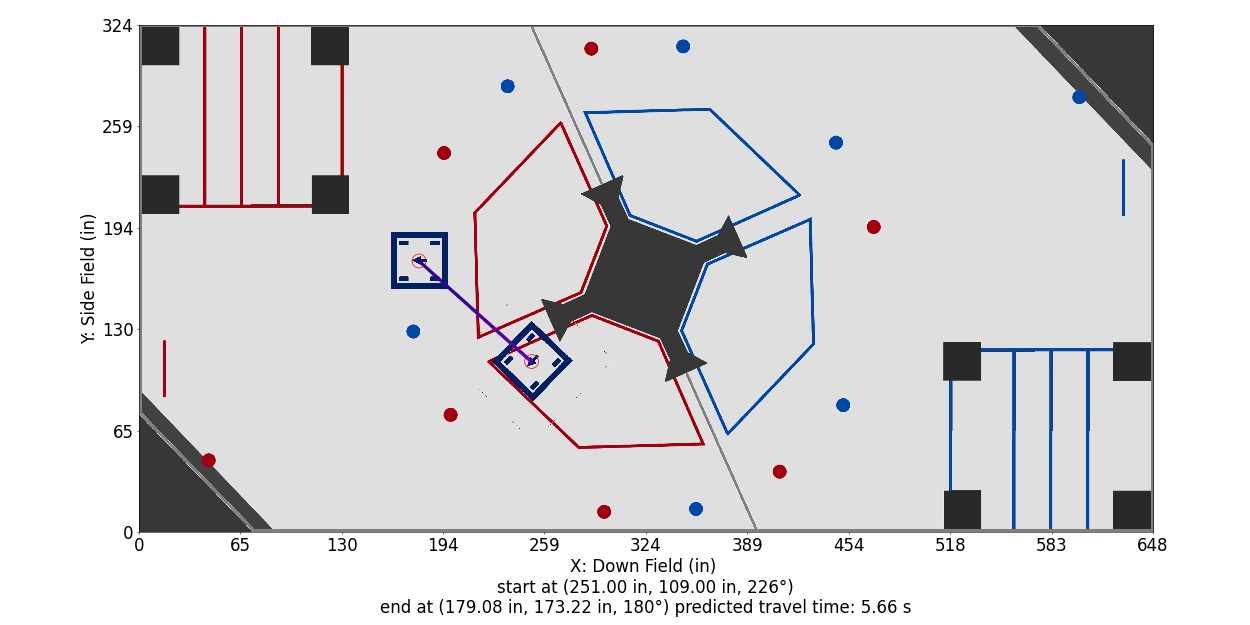 324
259
194
130
65
0
Y: Side Field (in)
0 65 130 194 259 324 389 454 518 583 648
X: Down Field (in)
start at (251.00 in, 109.00 in, 226°)
end at (179.08 in, 173.22 in, 180°) predicted travel time: 5.66 s